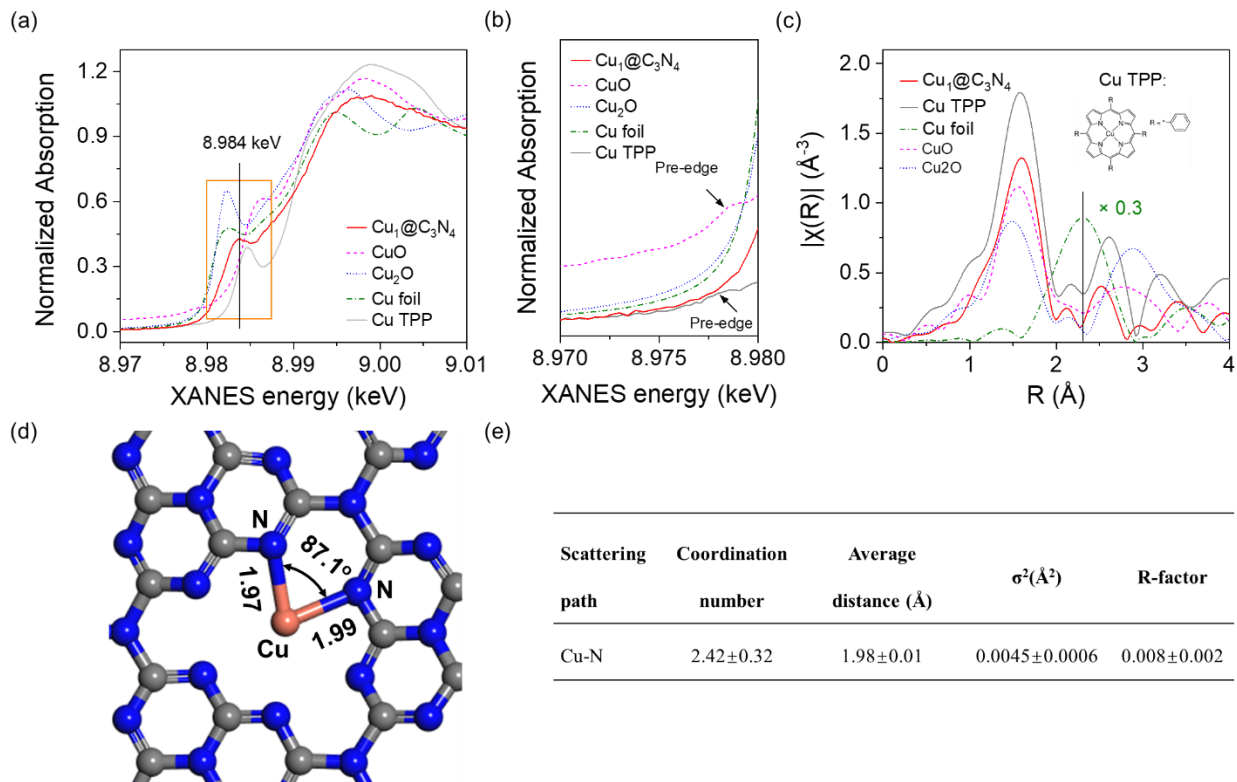 (a)
Normalized Absorption
1.2
0.9
0.6
0.3
0.0
8.984 keV
Cu₁@C₃N₄
CuO
Cu₂O
Cu foil
Cu TPP
8.97 8.98 8.99 9.00 9.01
XANES energy (keV)
(b)
Normalized Absorption
Cu₁@C₃N₄
CuO
Cu₂O
Cu foil
Cu TPP
Pre-edge
Pre-edge
8.970 8.975 8.980
XANES energy (keV)
(c)
|χ(R)| (Å⁻³)
2.0
1.5
1.0
0.5
0.0
Cu₁@C₃N₄
Cu TPP
Cu foil
CuO
Cu2O
Cu TPP:
R
R
R
R
N
N
N
N
Cu
R=
× 0.3
0 1 2 3 4
R (Å)
(d)
N
87.1°
N
1.97
1.99
Cu
(e)
Scattering path
Coordination number
Average distance (Å)
σ²(Å²)
R-factor
Cu-N 2.42±0.32 1.98±0.01 0.0045±0.0006 0.008±0.002